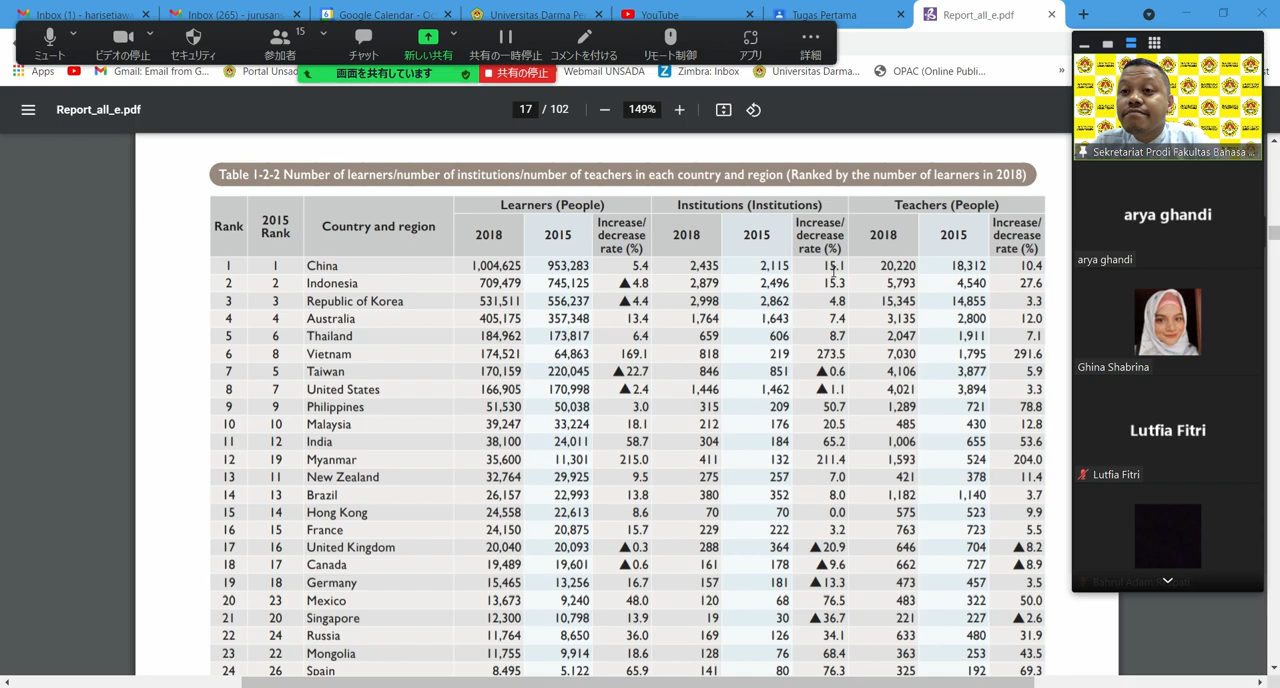 Inbox (1) - harisetiaw
Inbox (265) - jurusan
Google Calendar - Oc
Universitas Darma Pe
YouTube
Tugas Pertama
Report_all_e.pdf
15
ミュート
ビデオの停止
セキュリティ
参加者
チャット
新しい共有
共有の一時停止
コメントを付ける
リモート制御
アプリ
詳細
画面を共有しています
共有の停止
Apps
Gmail: Email from G...
Portal Unsad
Webmail UNSADA
Zimbra: Inbox
Universitas Darma...
OPAC (Online Publi...
»
Report_all_e.pdf
17 / 102
149%
Table 1-2-2 Number of learners/number of institutions/number of teachers in each country and region (Ranked by the number of learners in 2018)
Rank 2015 Rank Country and region Learners (People) Institutions (Institutions) Teachers (People)
2018 2015 Increase/decrease rate (%) 2018 2015 Increase/decrease rate (%) 2018 2015 Increase/decrease rate (%)
1 1 China 1,004,625 953,283 5.4 2,435 2,115 15.1 20,220 18,312 10.4
2 2 Indonesia 709,479 745,125 ▲4.8 2,879 2,496 15.3 5,793 4,540 27.6
3 3 Republic of Korea 531,511 556,237 ▲4.4 2,998 2,862 4.8 15,345 14,855 3.3
4 4 Australia 405,175 357,348 13.4 1,764 1,643 7.4 3,135 2,800 12.0
5 6 Thailand 184,962 173,817 6.4 659 606 8.7 2,047 1,911 7.1
6 8 Vietnam 174,521 64,863 169.1 818 219 273.5 7,030 1,795 291.6
7 5 Taiwan 170,159 220,045 ▲22.7 846 851 ▲0.6 4,106 3,877 5.9
8 7 United States 166,905 170,998 ▲2.4 1,446 1,462 ▲1.1 4,021 3,894 3.3
9 9 Philippines 51,530 50,038 3.0 315 209 50.7 1,289 721 78.8
10 10 Malaysia 39,247 33,224 18.1 212 176 20.5 485 430 12.8
11 12 India 38,100 24,011 58.7 304 184 65.2 1,006 655 53.6
12 19 Myanmar 35,600 11,301 215.0 411 132 211.4 1,593 524 204.0
13 11 New Zealand 32,764 29,925 9.5 275 257 7.0 421 378 11.4
14 13 Brazil 26,157 22,993 13.8 380 352 8.0 1,182 1,140 3.7
15 14 Hong Kong 24,558 22,613 8.6 70 70 0.0 575 523 9.9
16 15 France 24,150 20,875 15.7 229 222 3.2 763 723 5.5
17 16 United Kingdom 20,040 20,093 ▲0.3 288 364 ▲20.9 646 704 ▲8.2
18 17 Canada 19,489 19,601 ▲0.6 161 178 ▲9.6 662 727 ▲8.9
19 18 Germany 15,465 13,256 16.7 157 181 ▲13.3 473 457 3.5
20 23 Mexico 13,673 9,240 48.0 120 68 76.5 483 322 50.0
21 20 Singapore 12,300 10,798 13.9 19 30 ▲36.7 221 227 ▲2.6
22 24 Russia 11,764 8,650 36.0 169 126 34.1 633 480 31.9
23 22 Mongolia 11,755 9,914 18.6 128 76 68.4 363 253 43.5
24 26 Spain 8,495 5,122 65.9 141 80 76.3 325 192 69.3
Sekretariat Prodi Fakultas Bahasa ...
arya ghandi
arya ghandi
Ghina Shabrina
Lutfia Fitri
Lutfia Fitri